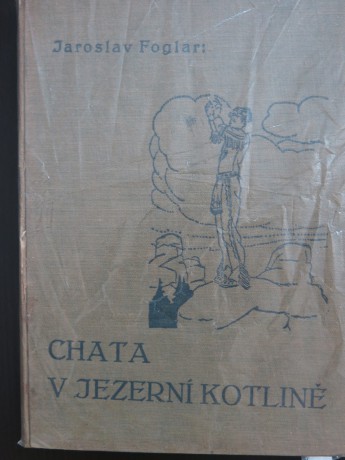 Jaroslav Foglar:
CHATA
V JEZERNÍ KOTLINĚ